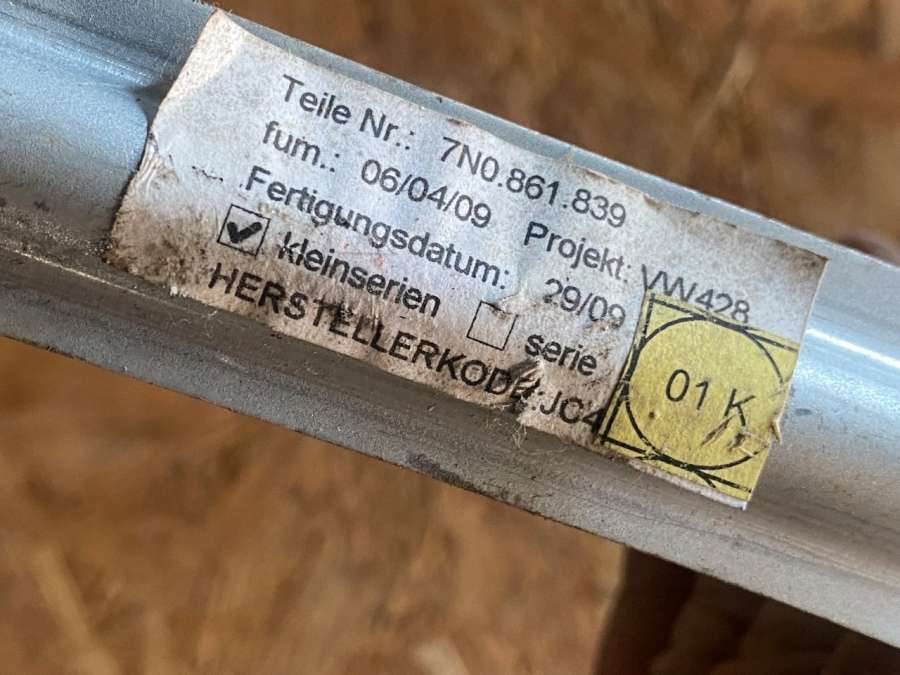 Teile Nr.: 7N0.861.839
fum.: 06/04/09 Projekt: VW428
Fertigungsdatum: 29/09
kleinserien serie
HERSTELLERKODE:JC4
01 K